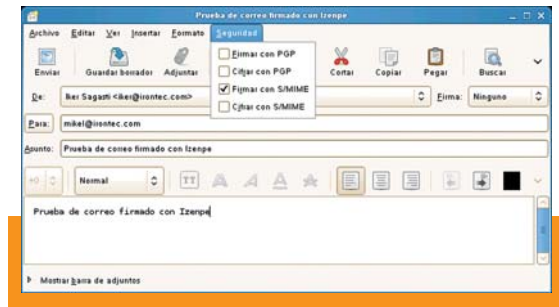 Prueba de correo firmado con Izenpe
Archivo Editar Ver Insertar Formato Seguridad
Firmar con PGP
Cifrar con PGP
Firmar con S/MIME
Cifrar con S/MIME
Enviar Guardar borrador Adjuntar Cortar Copiar Pegar Buscar
De: Iker Sagasti <iker@irontec.com> Firma: Ninguno
Para: mikel@irontec.com
Asunto: Prueba de correo firmado con Izenpe
+0 Normal TT A A A
Prueba de correo firmado con Izenpe
Mostrar barra de adjuntos